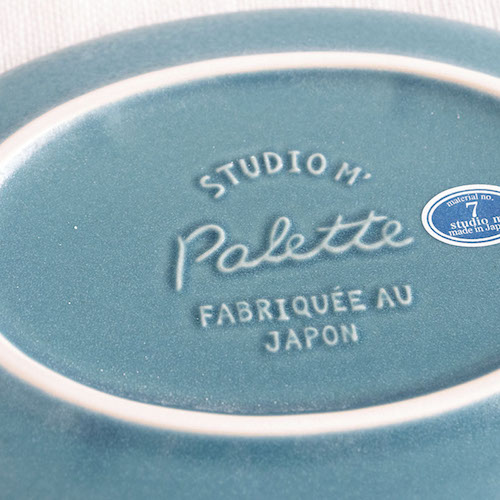 STUDIO M'
Palette
FABRIQUÉE AU
JAPON
material no.
7
studio m
made in Jap